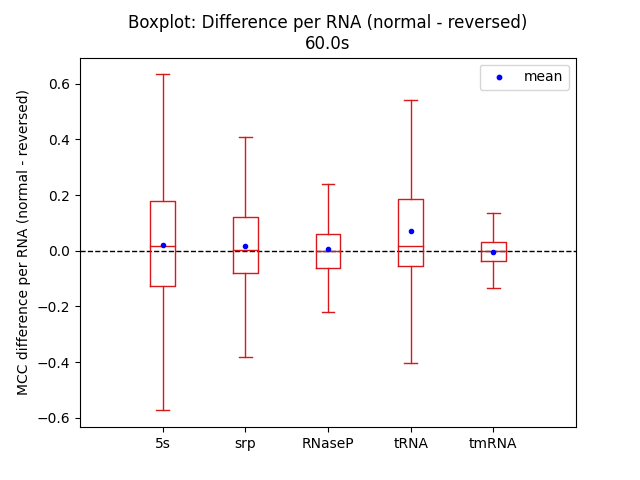 Boxplot: Difference per RNA (normal - reversed)
60.0s
mean
MCC difference per RNA (normal - reversed)
0.6
0.4
0.2
0.0
−0.2
−0.4
−0.6
5s
srp
RNaseP
tRNA
tmRNA